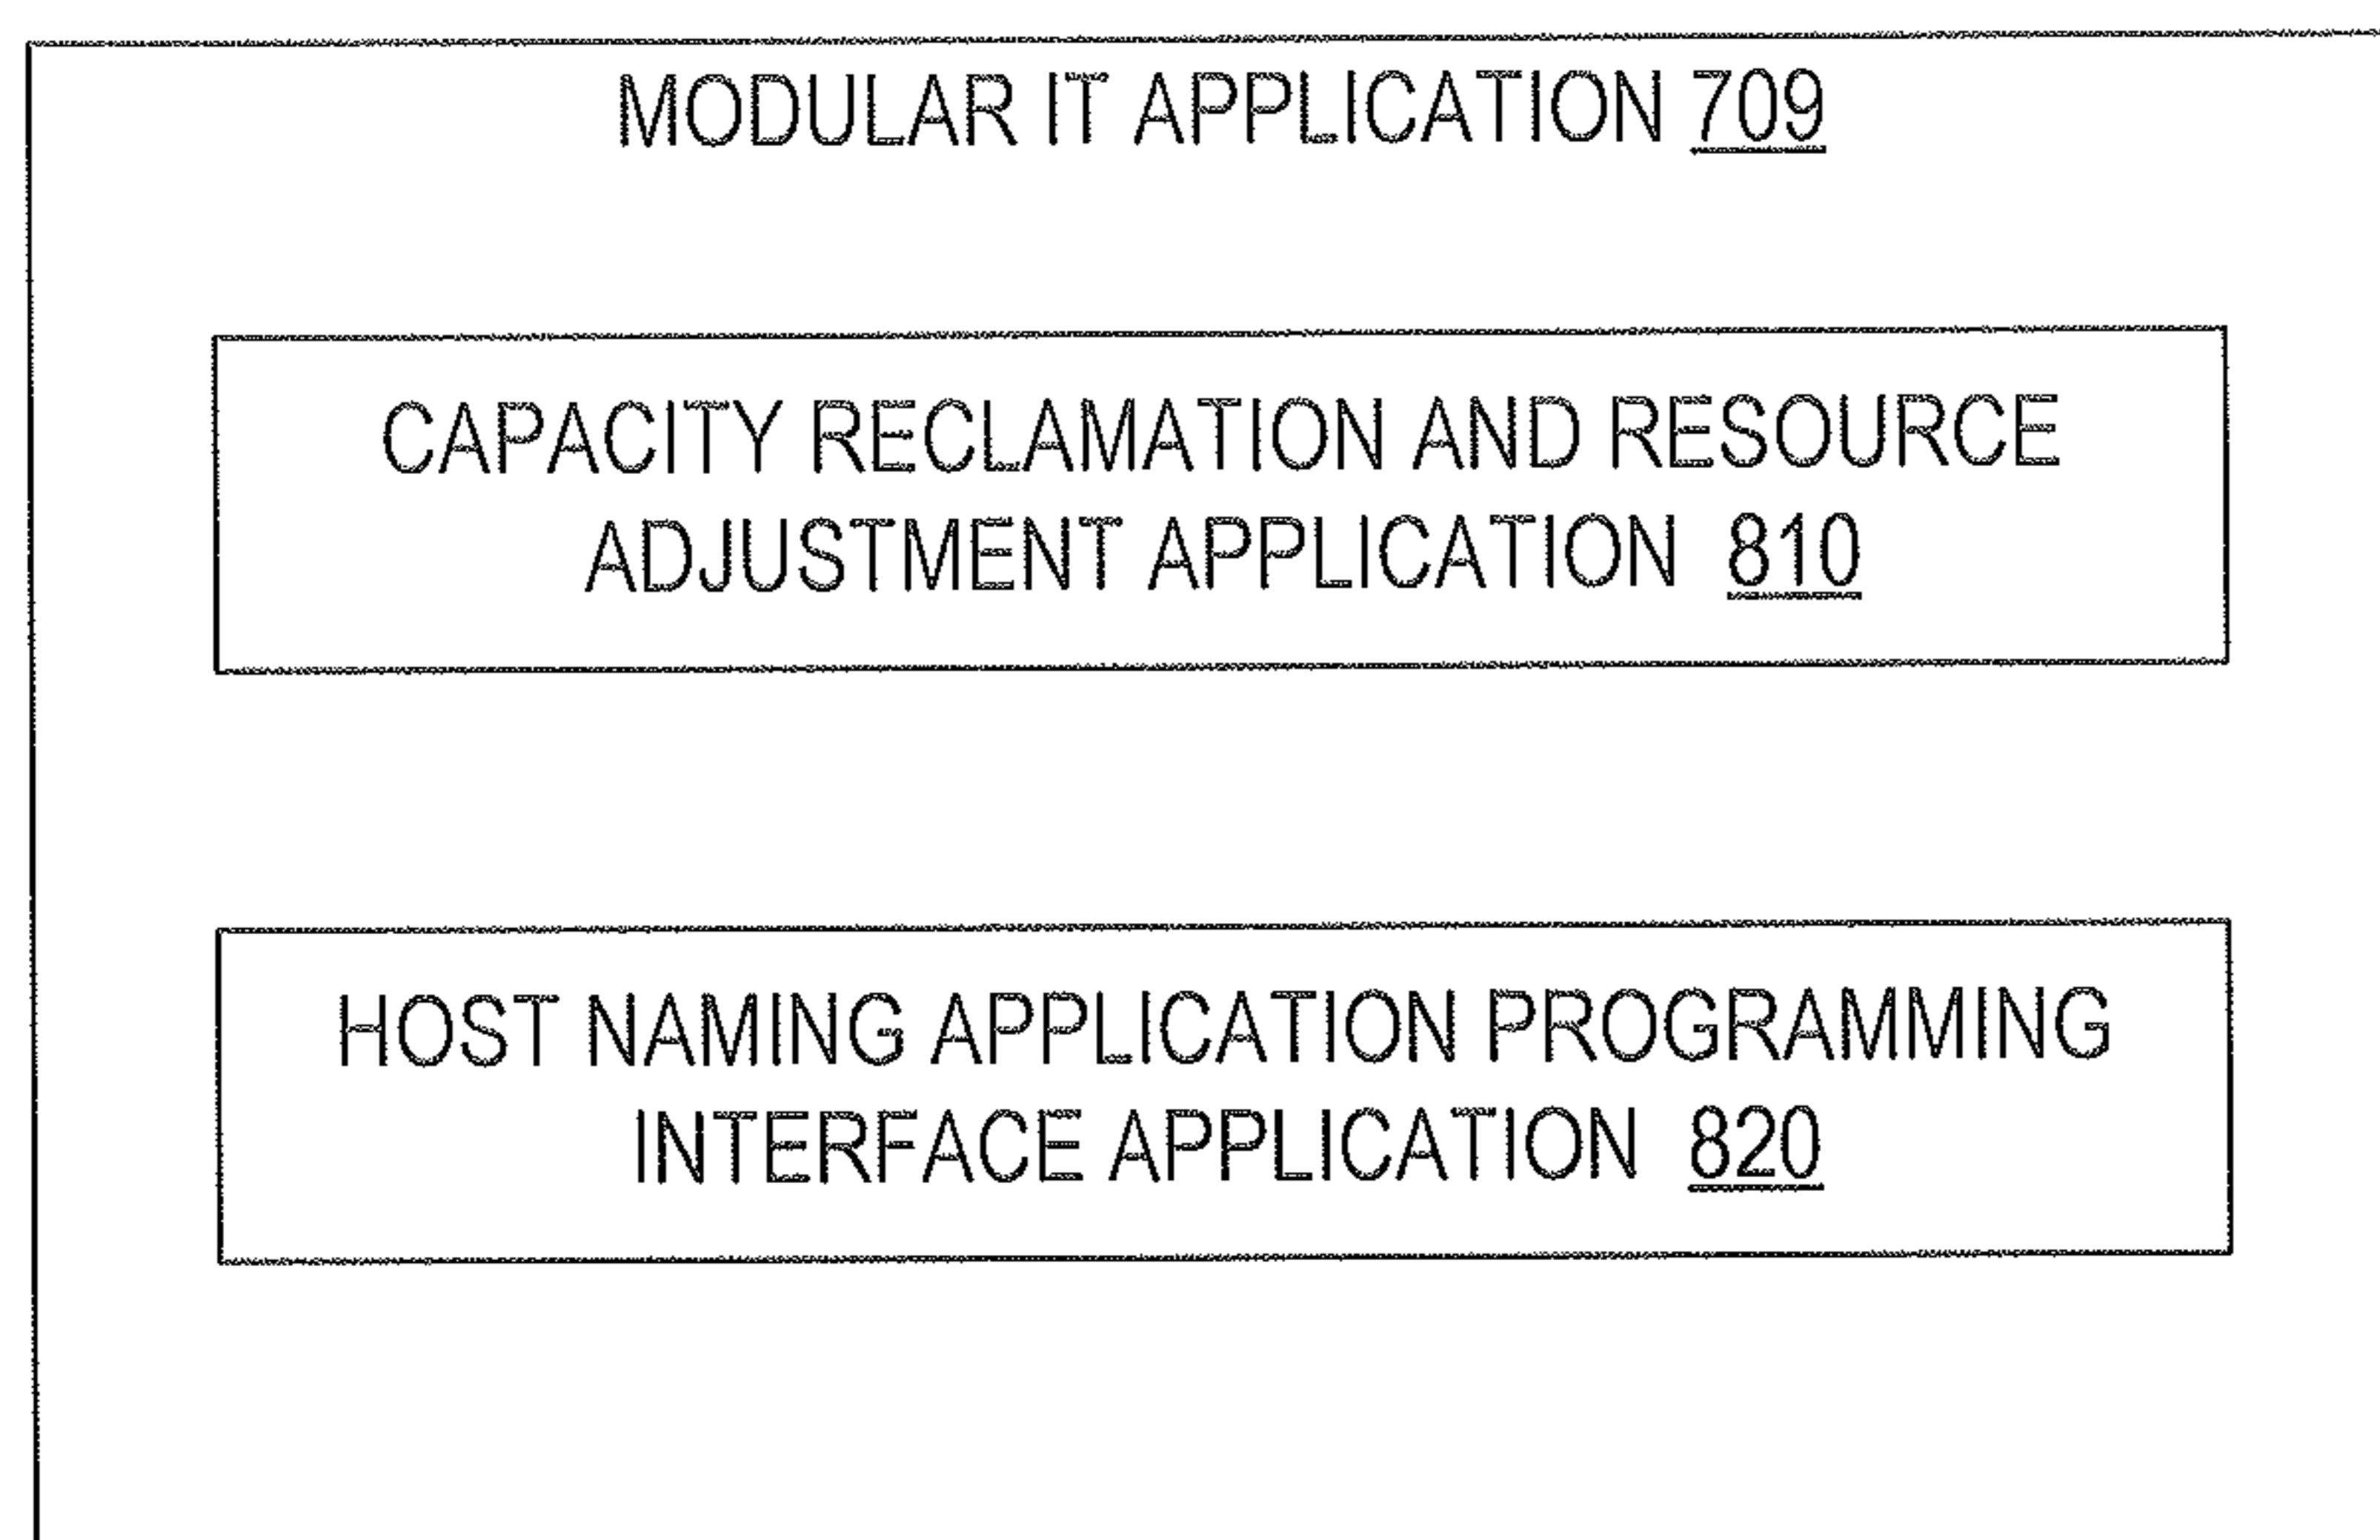 MODULAR IT APPLICATION 709
CAPACITY RECLAMATION AND RESOURCE
ADJUSTMENT APPLICATION 810
HOST NAMING APPLICATION PROGRAMMING
INTERFACE APPLICATION 820